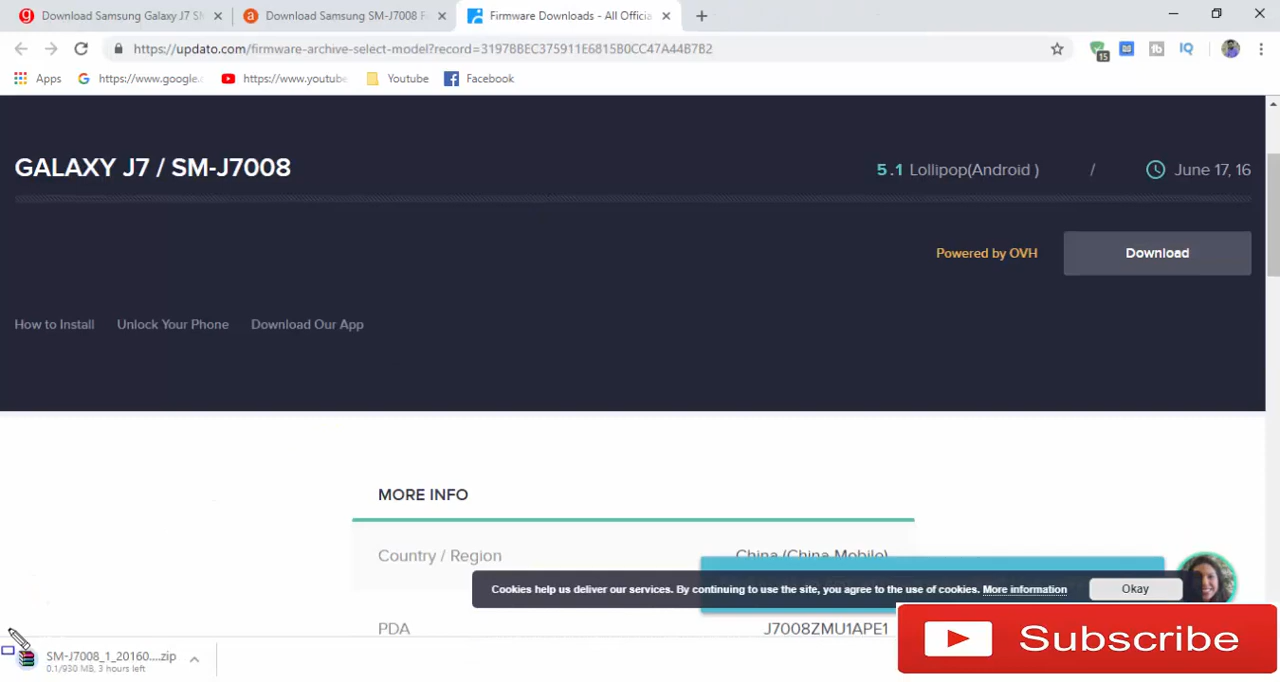 Download Samsung Galaxy J7 SM
Download Samsung SM-J7008 F
Firmware Downloads - All Officia
https://updato.com/firmware-archive-select-model?record=3197BBEC375911E6815B0CC47A44B7B2
15
Apps
https://www.google.c
https://www.youtube
Youtube
Facebook
GALAXY J7 / SM-J7008
5.1 Lollipop(Android )
/
June 17, 16
Powered by OVH
Download
How to Install
Unlock Your Phone
Download Our App
MORE INFO
Country / Region
China (China Mobile)
Cookies help us deliver our services. By continuing to use the site, you agree to the use of cookies. More information
Okay
PDA
J7008ZMU1APE1
Subscribe
SM-J7008_1_20160....zip
0.1/930 MB, 3 hours left